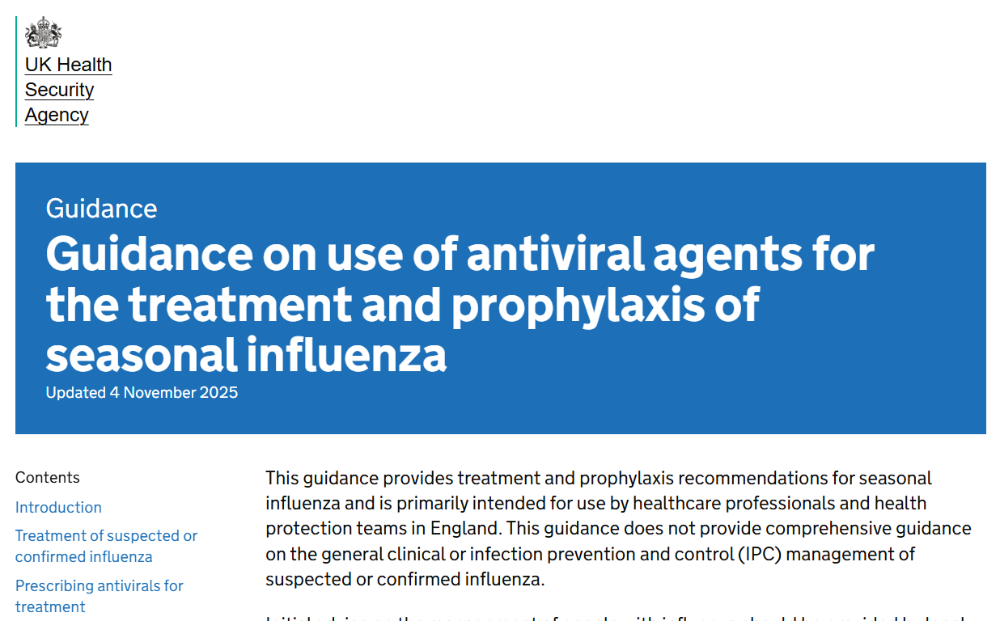 UK Health
Security
Agency
Guidance
Guidance on use of antiviral agents for
the treatment and prophylaxis of
seasonal influenza
Updated 4 November 2025
Contents
Introduction
Treatment of suspected or
confirmed influenza
Prescribing antivirals for
treatment
This guidance provides treatment and prophylaxis recommendations for seasonal
influenza and is primarily intended for use by healthcare professionals and health
protection teams in England. This guidance does not provide comprehensive guidance
on the general clinical or infection prevention and control (IPC) management of
suspected or confirmed influenza.